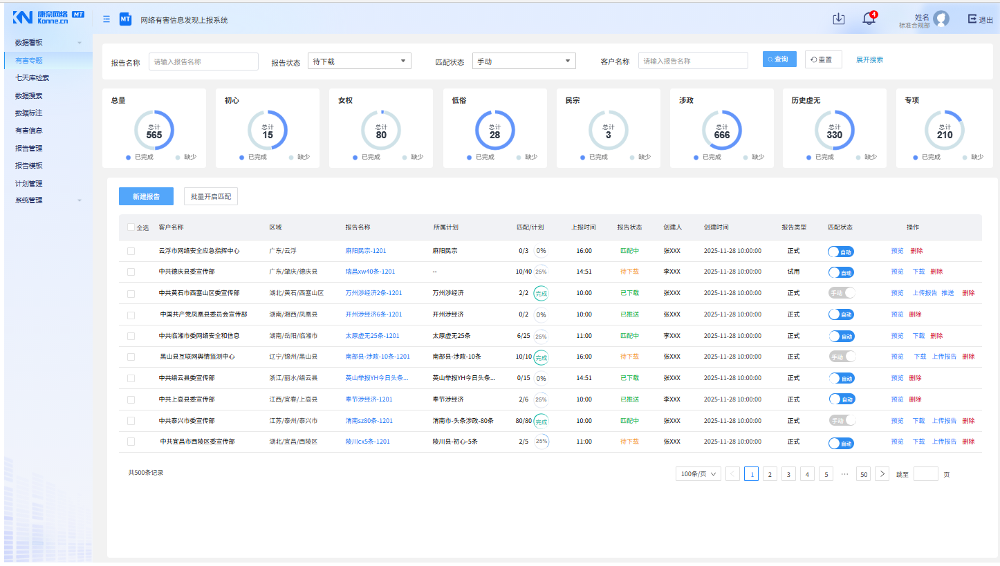 康奈网络 MT
Konne.cn
MT 网络有害信息发现上报系统
4
姓名
标准合规部
退出
数据看板
有害专题
七天库检索
数据搜索
数据标注
有害信息
报告管理
报告模板
计划管理
系统管理
报告名称 请输入报告名称 报告状态 待下载 匹配状态 手动 客户名称 请输入报告名称 查询 重置 展开搜索
总量 初心 女权 低俗 民宗 涉政 历史虚无 专项
总计 总计 总计 总计 总计 总计 总计 总计
565 15 80 28 3 666 330 210
已完成 缺少 已完成 缺少 已完成 缺少 已完成 缺少 已完成 缺少 已完成 缺少 已完成 缺少 已完成 缺少
新建报告 批量开启匹配
全选 客户名称 区域 报告名称 所属计划 匹配/计划 上报时间 报告状态 创建人 创建时间 报告类型 匹配状态 操作
云浮市网络安全应急指挥中心 广东/云浮 麻阳民宗-1201 麻阳民宗 0/3 0% 16:00 匹配中 张XXX 2025-11-28 10:00:00 正式 自动 预览 删除
中共德庆县委宣传部 广东/肇庆/德庆县 瑞昌xw40条-1201 -- 10/40 25% 14:51 待下载 李XXX 2025-11-28 10:00:00 试用 自动 预览 下载 删除
中共黄石市西塞山区委宣传部 湖北/黄石/西塞山区 万州涉经济2条-1201 万州涉经济 2/2 完成 10:00 已下载 张XXX 2025-11-28 10:00:00 正式 手动 预览 上传报告 推送 删除
中国共产党凤凰县委员会宣传部 湖南/湘西/凤凰县 开州涉经济6条-1201 开州涉经济 0/2 0% 10:00 已推送 张XXX 2025-11-28 10:00:00 正式 自动 预览 删除
中共临湘市委网络安全和信息 湖南/岳阳/临湘市 太原虚无25条-1201 太原虚无25条 6/25 25% 11:00 匹配中 张XXX 2025-11-28 10:00:00 正式 自动 预览 下载 删除
黑山县互联网舆情监测中心 辽宁/锦州/黑山县 南部县-涉政-10条-1201 南部县-涉政-10条 10/10 完成 16:00 待下载 张XXX 2025-11-28 10:00:00 正式 手动 预览 下载 上传报告 删除
中共缙云县委宣传部 浙江/丽水/缙云县 英山举报YH今日头条... 英山举报YH今日头条... 0/15 0% 14:51 已下载 张XXX 2025-11-28 10:00:00 正式 自动 预览 删除
中共上高县委宣传部 江西/宜春/上高县 奉节涉经济-1201 奉节涉经济 2/6 25% 10:00 已推送 李XXX 2025-11-28 10:00:00 正式 自动 预览 删除
中共泰兴市委宣传部 江苏/泰州/泰兴市 渭南sz80条-1201 渭南市-头条涉政-80条 80/80 完成 10:00 匹配中 张XXX 2025-11-28 10:00:00 正式 手动 预览 下载 上传报告 删除
中共宜昌市西陵区委宣传部 湖北/宜昌/西陵区 陵川cx5条-1201 陵川县-初心-5条 2/5 25% 11:00 待下载 张XXX 2025-11-28 10:00:00 正式 自动 预览 下载 上传报告 删除
共500条记录 100条/页 1 2 3 4 5 ··· 50 跳至 页